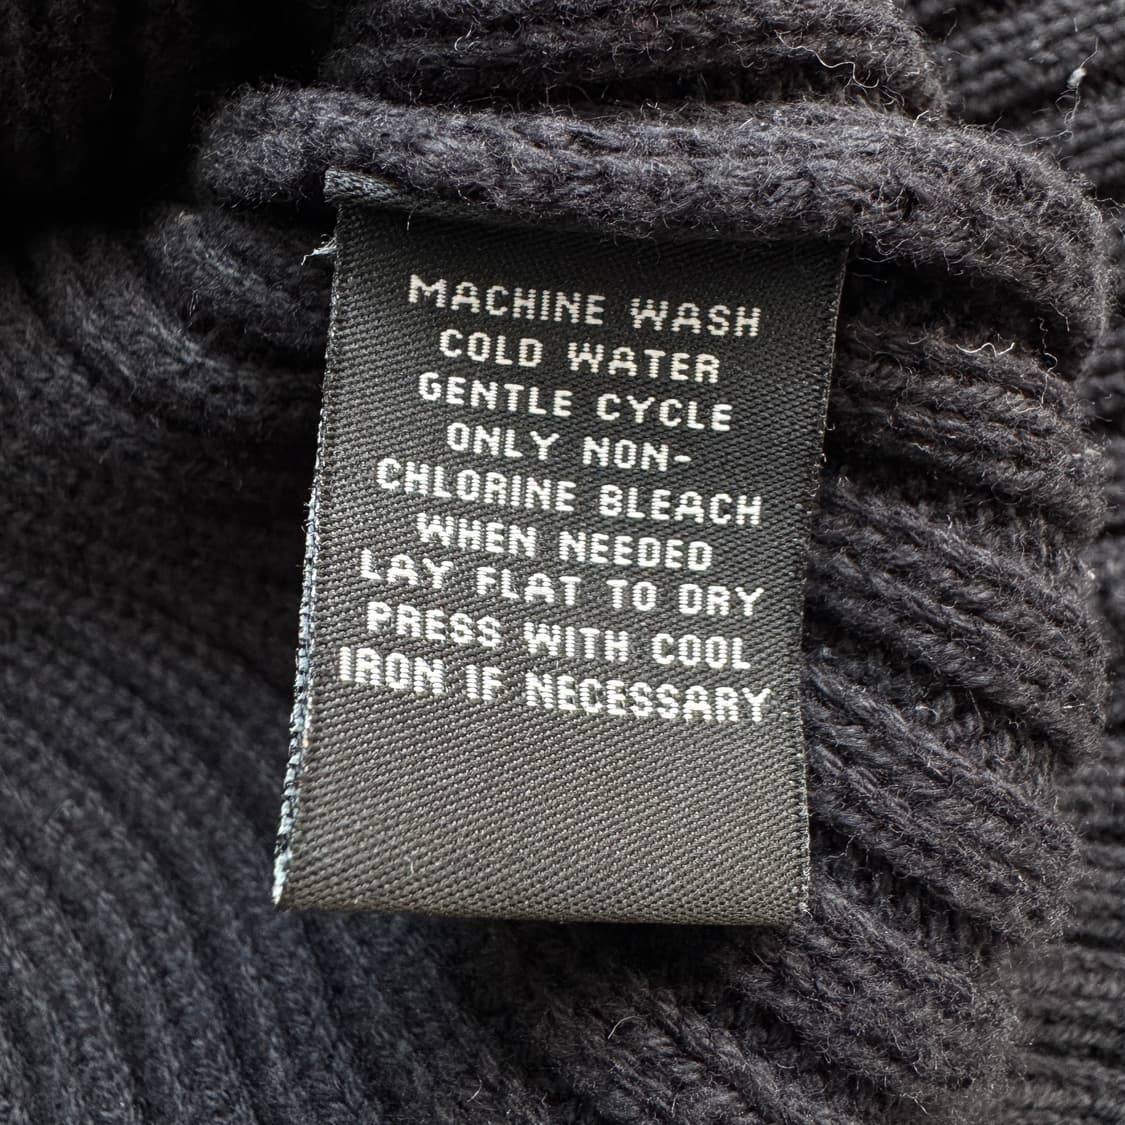 MACHINE WASH
COLD WATER
GENTLE CYCLE
ONLY NON-
CHLORINE BLEACH
WHEN NEEDED
LAY FLAT TO DRY
PRESS WITH COOL
IRON IF NECESSARY